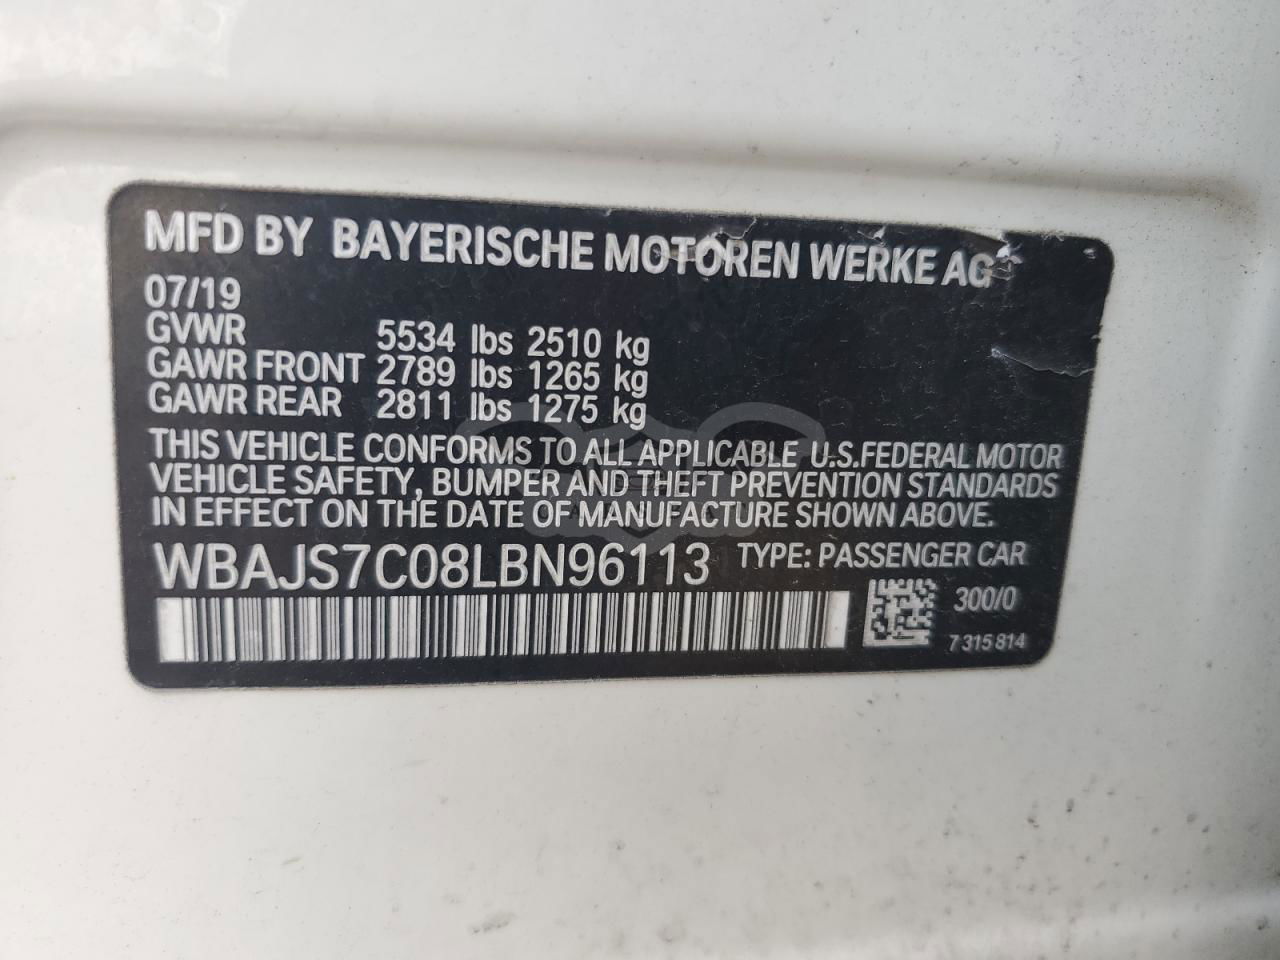 MFD BY BAYERISCHE MOTOREN WERKE AG
07/19
GVWR 5534 lbs 2510 kg
GAWR FRONT 2789 lbs 1265 kg
GAWR REAR 2811 lbs 1275 kg
THIS VEHICLE CONFORMS TO ALL APPLICABLE U.S.FEDERAL MOTOR
VEHICLE SAFETY, BUMPER AND THEFT PREVENTION STANDARDS
IN EFFECT ON THE DATE OF MANUFACTURE SHOWN ABOVE.
WBAJS7C08LBN96113 TYPE: PASSENGER CAR
300/0
7 315 814